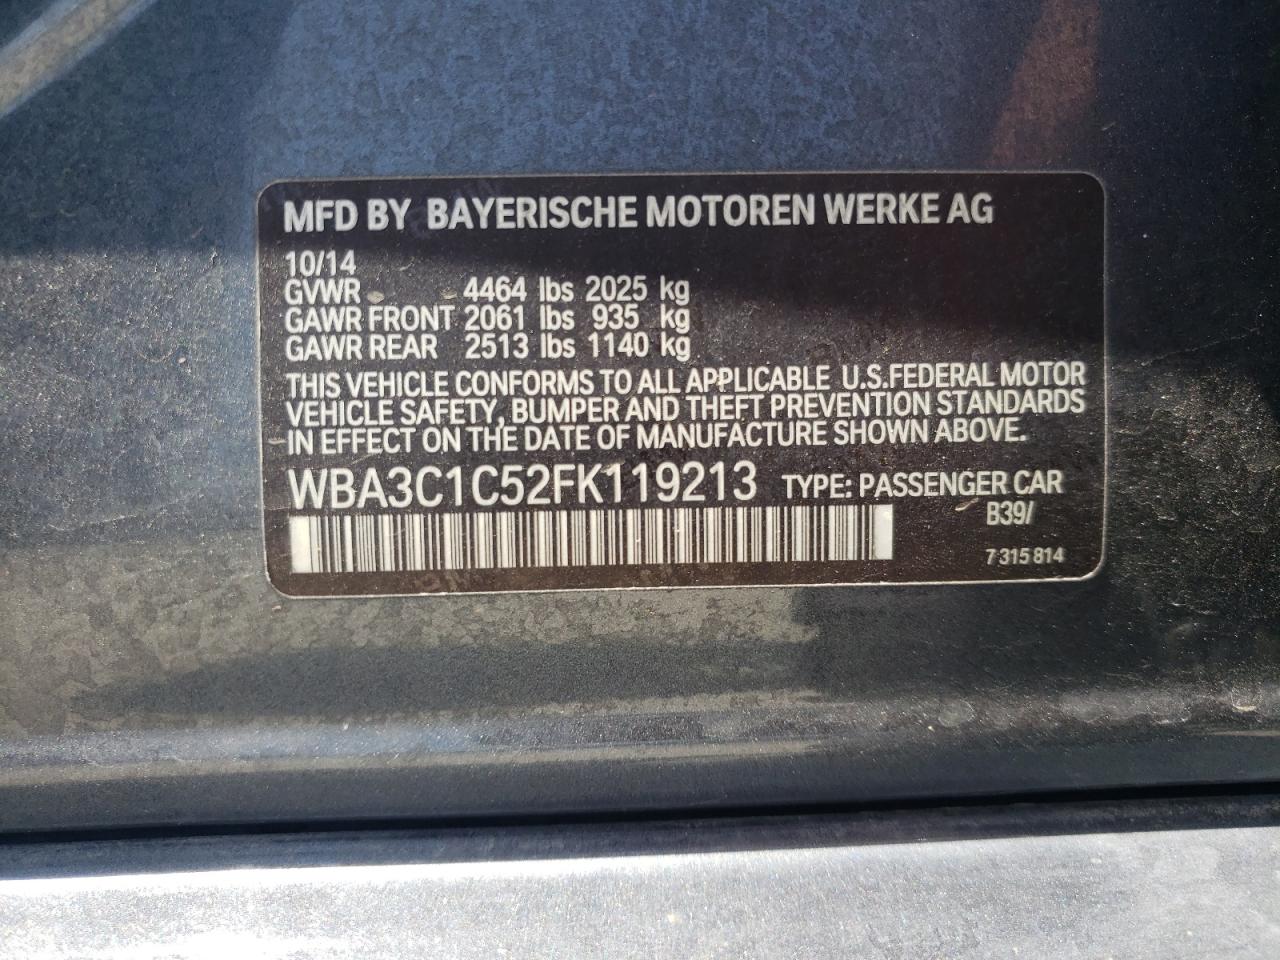 MFD BY BAYERISCHE MOTOREN WERKE AG
10/14
GVWR 4464 lbs 2025 kg
GAWR FRONT 2061 lbs 935 kg
GAWR REAR 2513 lbs 1140 kg
THIS VEHICLE CONFORMS TO ALL APPLICABLE U.S.FEDERAL MOTOR
VEHICLE SAFETY, BUMPER AND THEFT PREVENTION STANDARDS
IN EFFECT ON THE DATE OF MANUFACTURE SHOWN ABOVE.
WBA3C1C52FK119213 TYPE: PASSENGER CAR
B39/
7 315 814